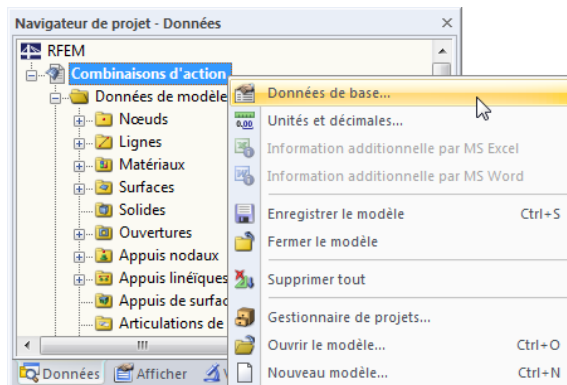 Navigateur de projet - Données
RFEM
Combinaisons d'action
Données de modèle
Nœuds
Lignes
Matériaux
Surfaces
Solides
Ouvertures
Appuis nodaux
Appuis linéiques
Appuis de surfac
Articulations de
Données
Afficher
Données de base...
0,00
Unités et décimales...
Information additionnelle par MS Excel
Information additionnelle par MS Word
Enregistrer le modèle Ctrl+S
Fermer le modèle
Supprimer tout
Gestionnaire de projets...
Ouvrir le modèle... Ctrl+O
Nouveau modèle... Ctrl+N